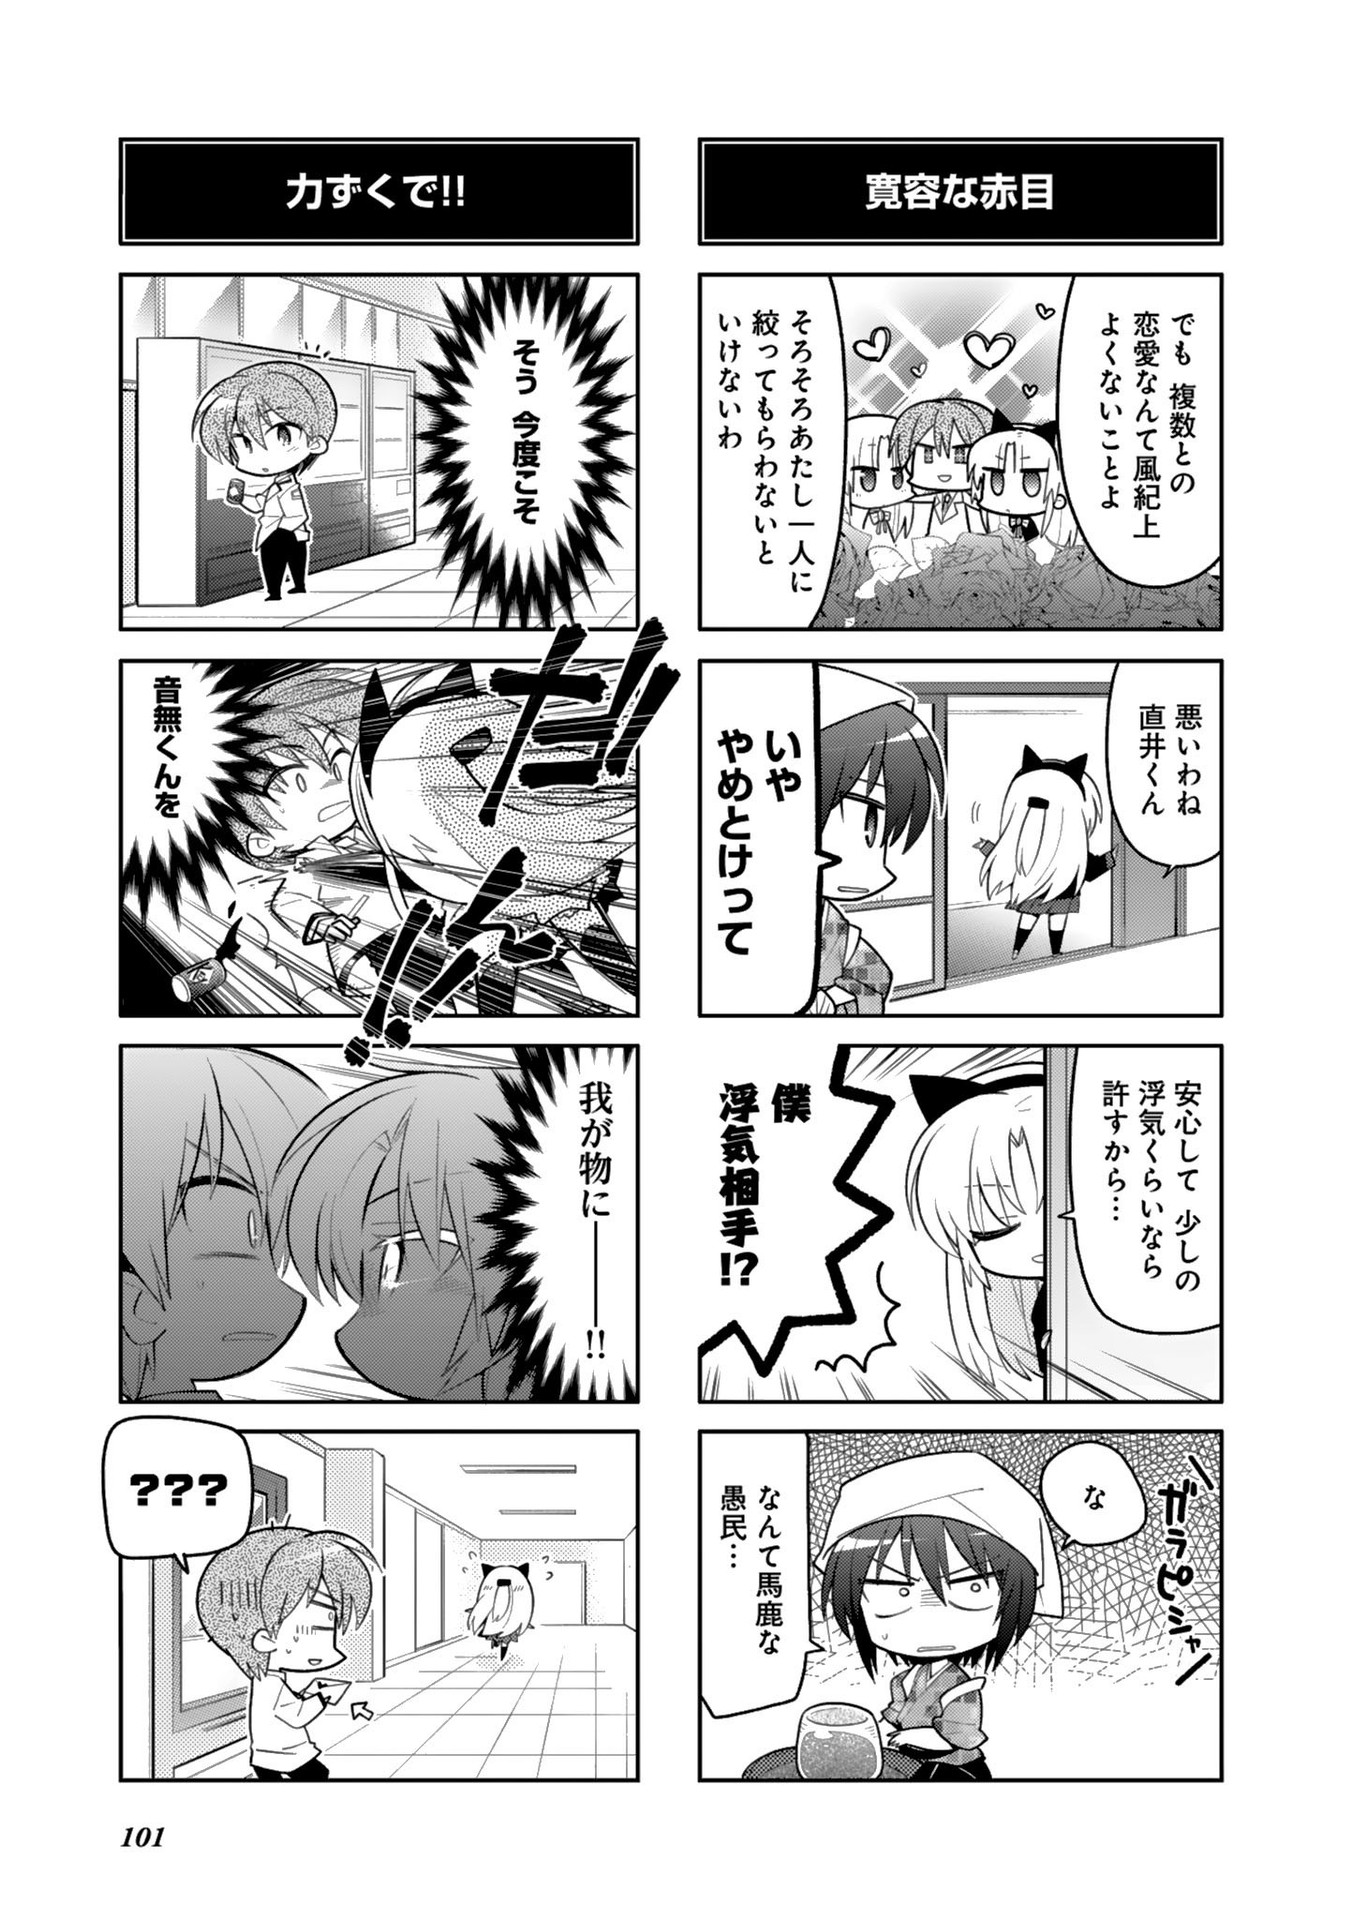 寛容な赤目
でも 複数との
恋愛なんて風紀上
よくないことよ
そろそろあたし一人に
絞ってもらわないと
いけないわ
悪いわね
直井くん
いや
やめとけって
安心して 少しの
浮気くらいなら
許すから…
僕
浮気相手!?
ガラピシャ
な
なんて馬鹿な
愚民…
力ずくで!!
そう 今度こそ
ガッ!!
音無くんを
ドンッ!!
我が物に――!!
???
101